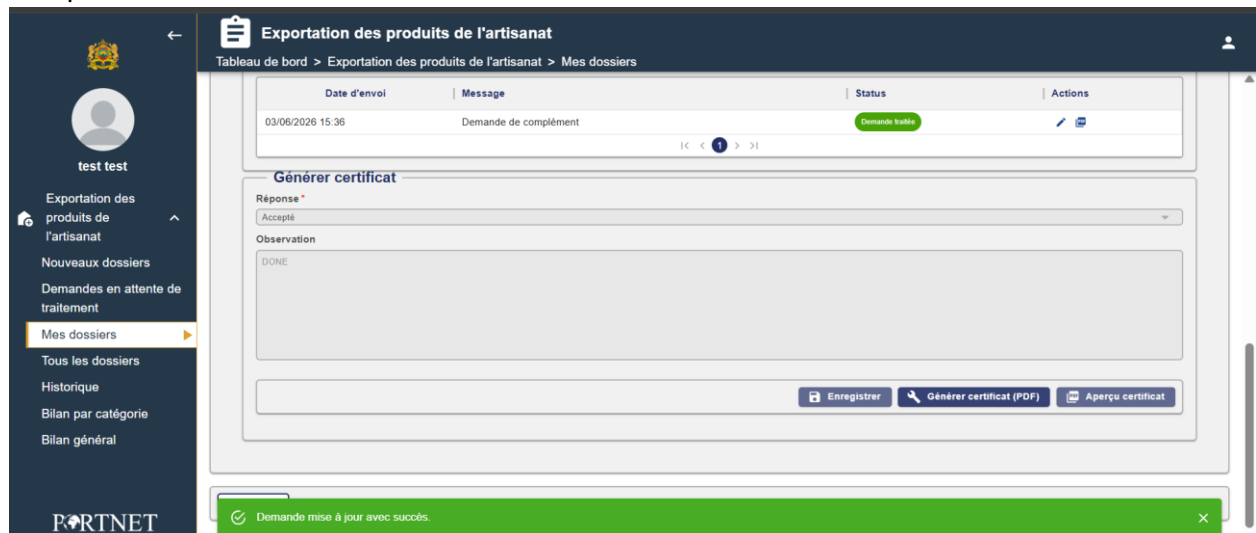 Exportation des produits de l'artisanat
Tableau de bord > Exportation des produits de l'artisanat > Mes dossiers
test test
Exportation des
produits de
l'artisanat
Nouveaux dossiers
Demandes en attente de
traitement
Mes dossiers
Tous les dossiers
Historique
Bilan par catégorie
Bilan général
PORTNET
Date d'envoi | Message | Status | Actions
03/06/2026 15:36 Demande de complément Demande traitée
|< < 1 > >|
Générer certificat
Réponse *
Accepté
Observation
DONE
Enregistrer Générer certificat (PDF) Aperçu certificat
Demande mise à jour avec succès.